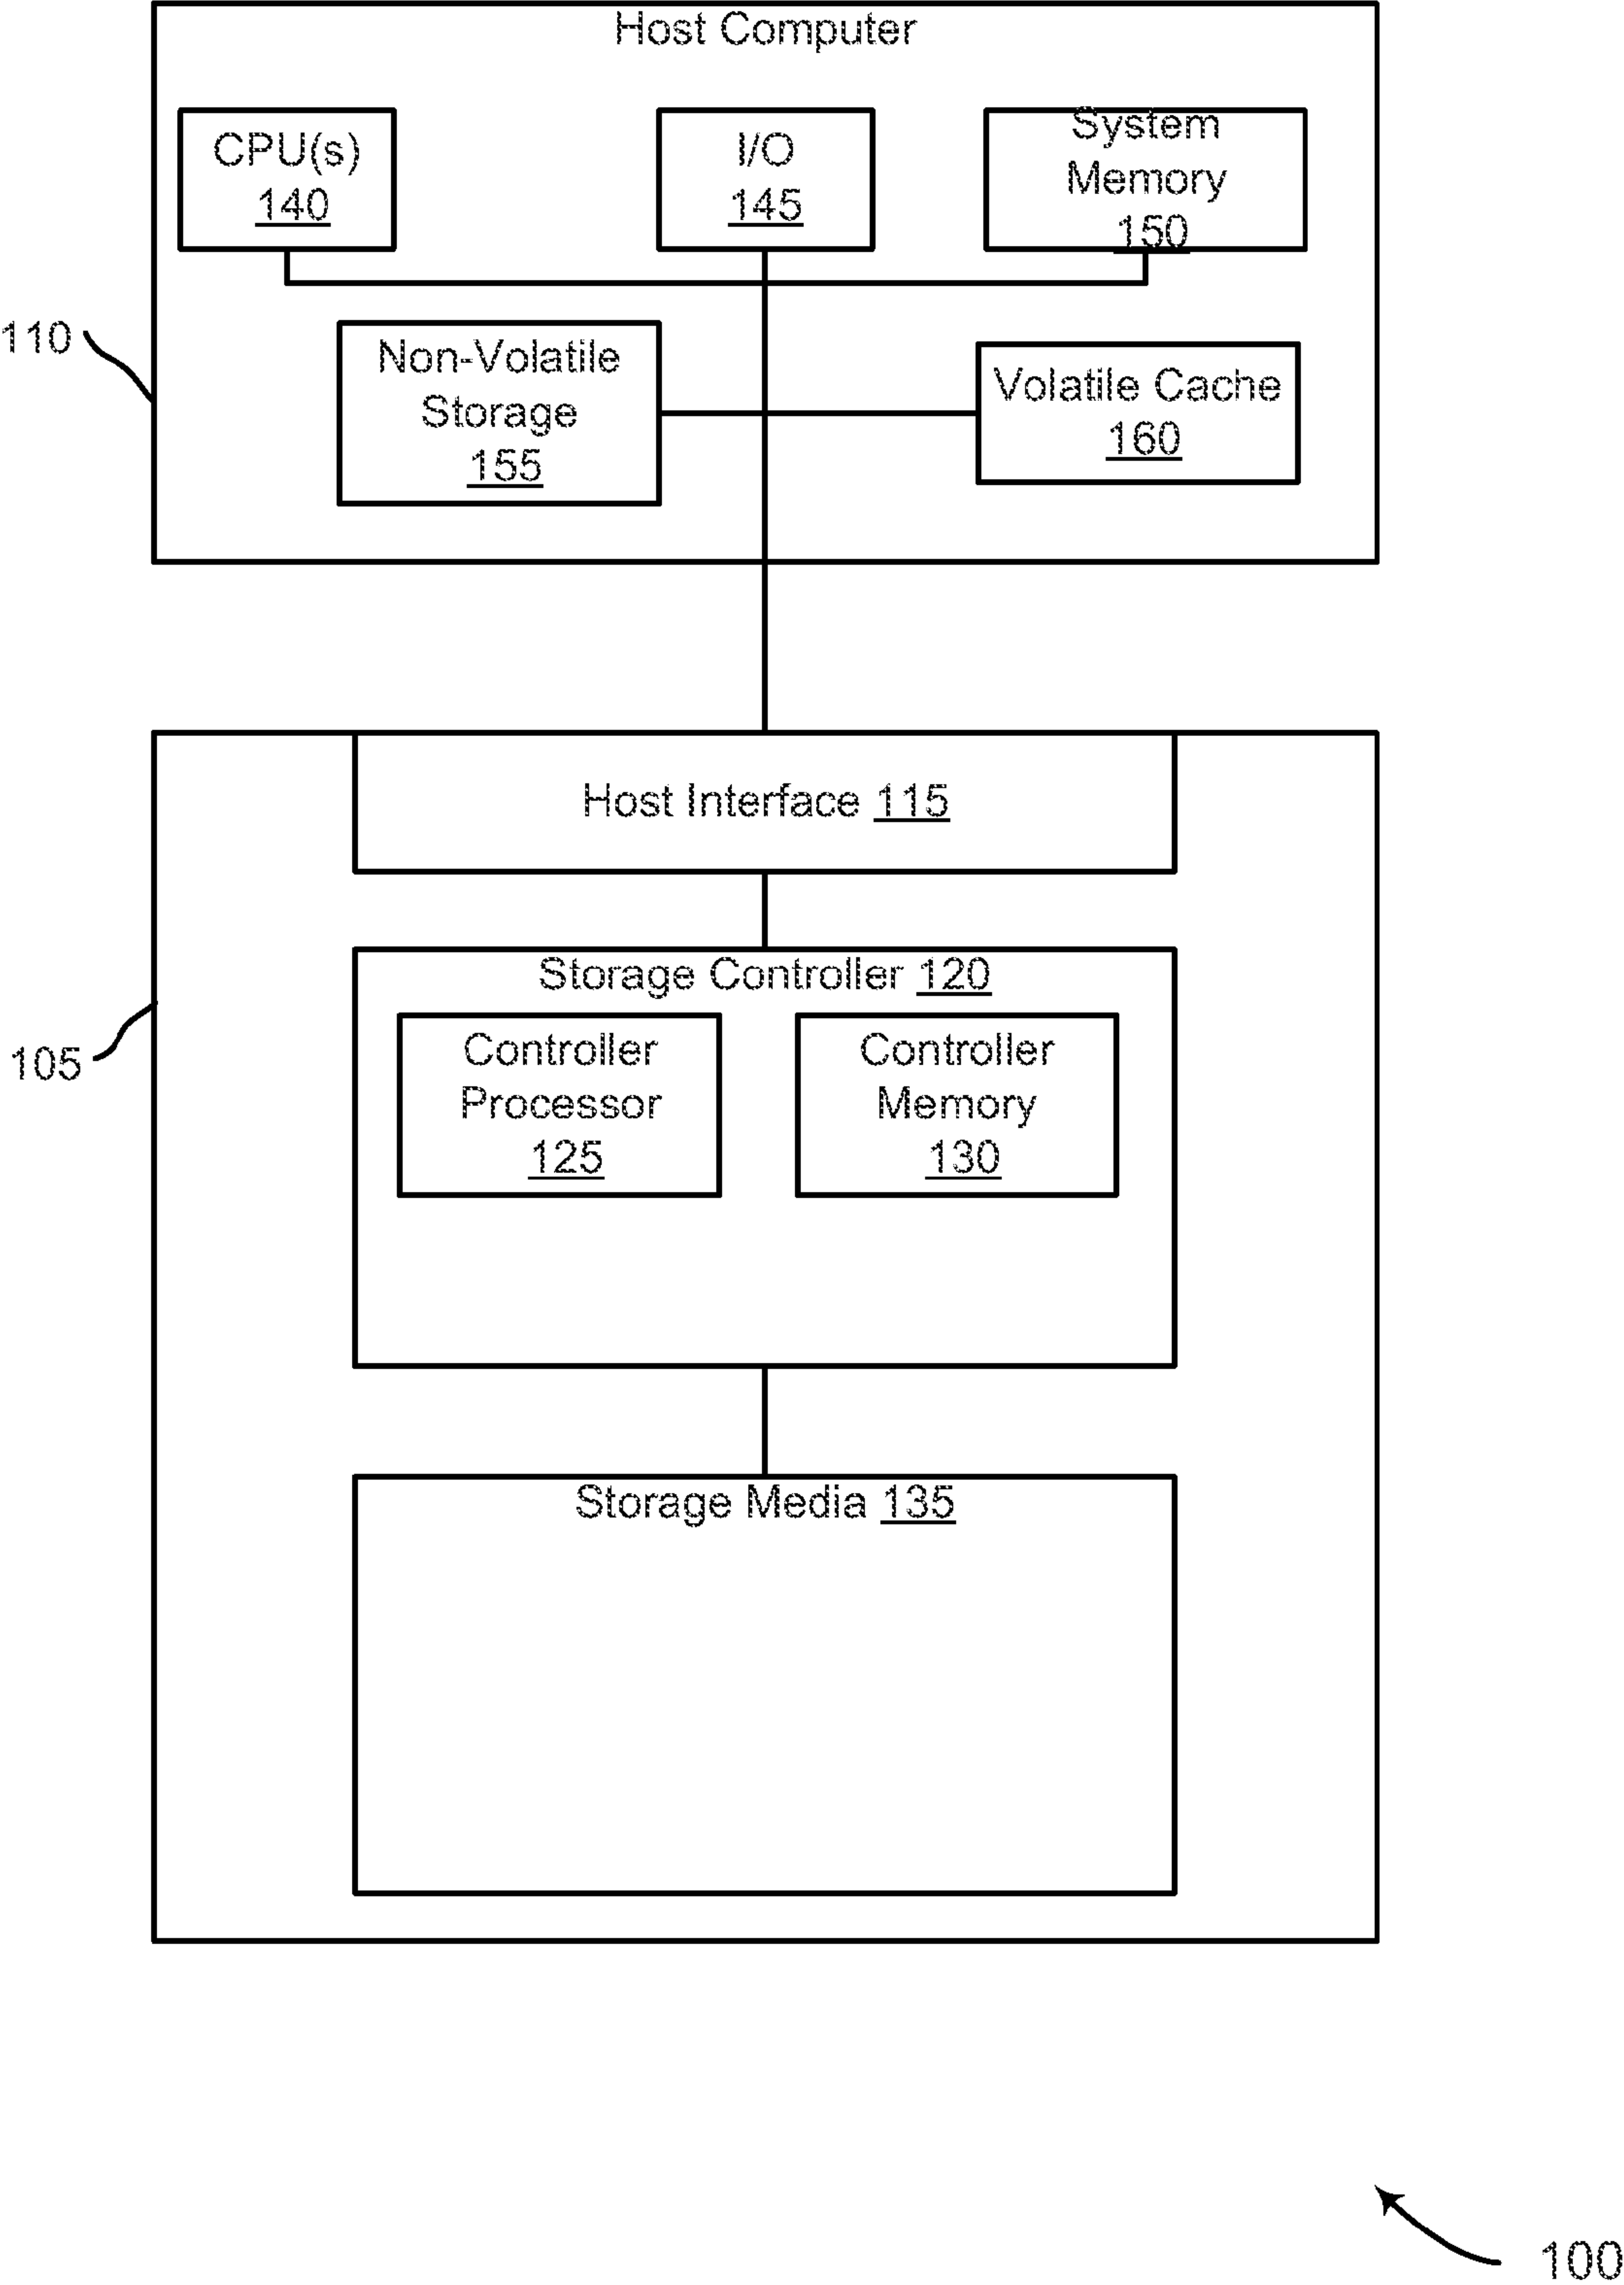 Host Computer
CPU(s)
140
I/O
145
System
Memory
150
110
Non-Volatile
Storage
155
Volatile Cache
160
Host Interface 115
Storage Controller 120
Controller
Processor
125
Controller
Memory
130
105
Storage Media 135
100